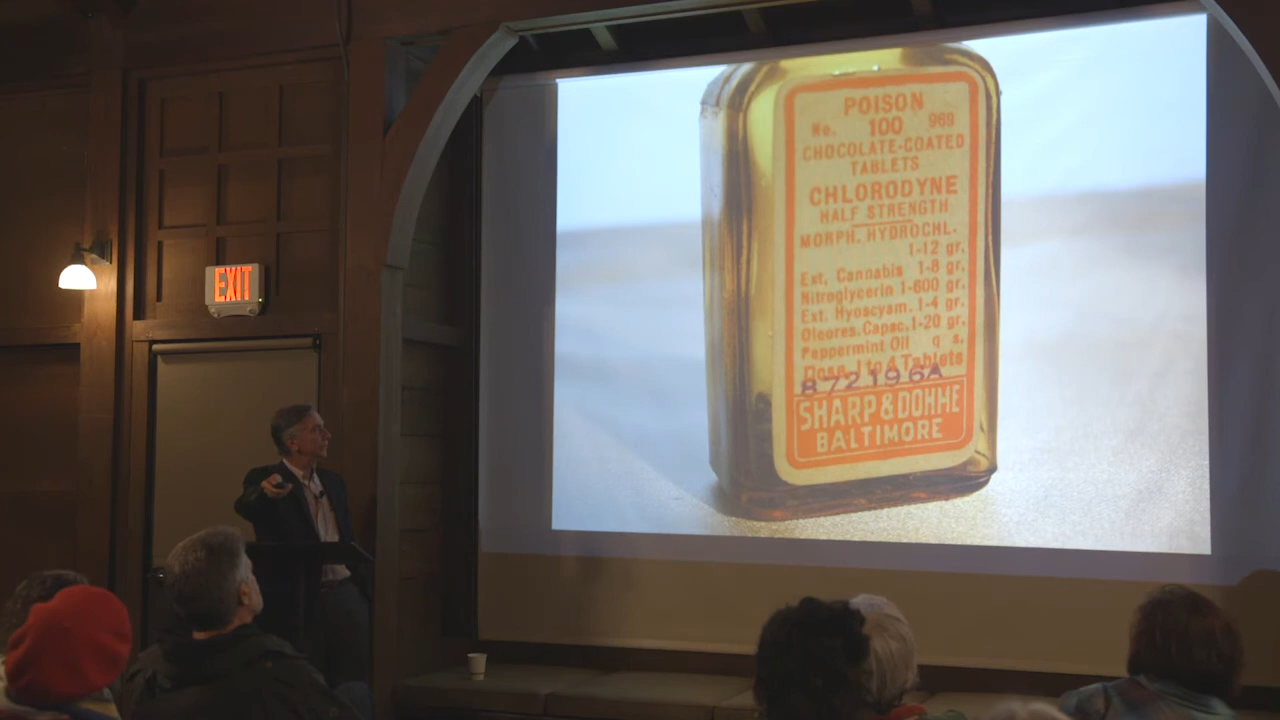 EXIT
POISON
No. 100 969
CHOCOLATE-COATED
TABLETS
CHLORODYNE
HALF STRENGTH
MORPH. HYDROCHL.
1-12 gr.
Ext. Cannabis 1-8 gr.
Nitroglycerin 1-600 gr.
Ext. Hyoscyam. 1-4 gr.
Oleores. Capsc. 1-20 gr.
Peppermint Oil q s.
Dose, 1 to 4 Tablets
872196A
SHARP & DOHME
BALTIMORE